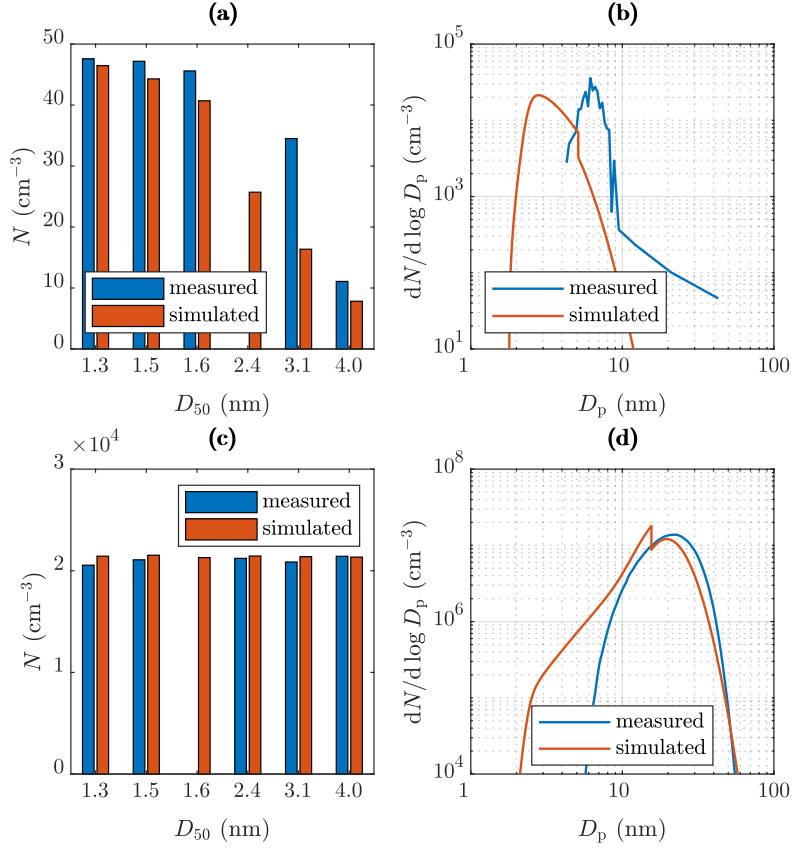 (a)
50
40
30
20
10
0
N (cm⁻³)
measured
simulated
1.3 1.5 1.6 2.4 3.1 4.0
D₅₀ (nm)
(b)
10⁵
10³
10¹
dN/d log Dₚ (cm⁻³)
measured
simulated
1 10 100
Dₚ (nm)
(c)
×10⁴
3
2
1
0
N (cm⁻³)
measured
simulated
1.3 1.5 1.6 2.4 3.1 4.0
D₅₀ (nm)
(d)
10⁸
10⁶
10⁴
dN/d log Dₚ (cm⁻³)
measured
simulated
1 10 100
Dₚ (nm)